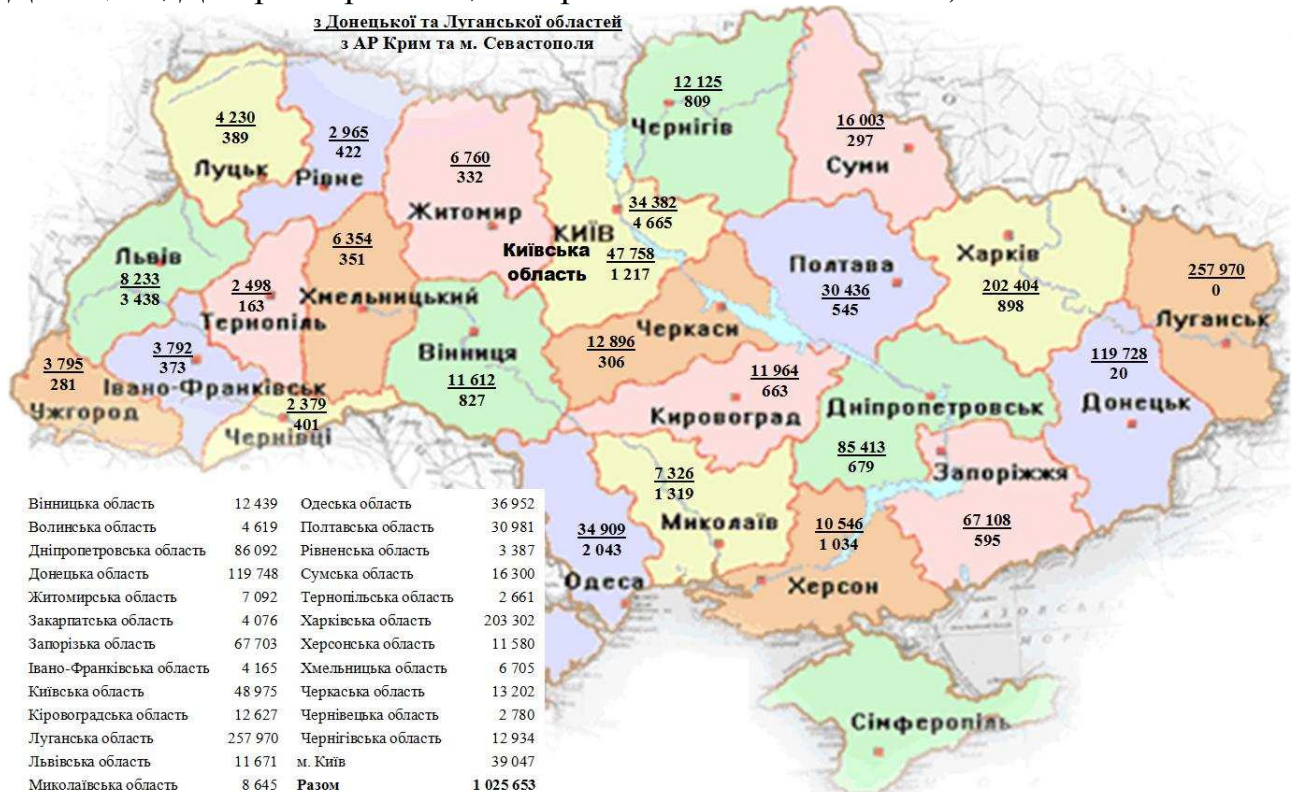 з Донецької та Луганської областей
з АР Крим та м. Севастополя
12 125
809
Чернігів
16 003
297
Суми
4 230
389
Луцьк
2 965
422
Рівне
6 760
332
Житомир
34 382
4 665
КИЇВ
Київська
область
47 758
1 217
Львів
8 233
3 438
6 354
351
Хмельницький
2 498
163
Тернопіль
Полтава
30 436
545
Харків
202 404
898
257 970
0
Луганськ
3 795
281
Ужгород
3 792
373
Івано-Франківськ
2 379
401
Чернівці
Вінниця
11 612
827
Черкаси
12 896
306
11 964
663
Кировоград
Дніпропетровськ
85 413
679
119 728
20
Донецьк
Запоріжжя
67 108
595
7 326
1 319
Миколаїв
34 909
2 043
Одеса
10 546
1 034
Херсон
Сімферопіль
Вінницька область 12 439 Одеська область 36 952
Волинська область 4 619 Полтавська область 30 981
Дніпропетровська область 86 092 Рівненська область 3 387
Донецька область 119 748 Сумська область 16 300
Житомирська область 7 092 Тернопільська область 2 661
Закарпатська область 4 076 Харківська область 203 302
Запорізька область 67 703 Херсонська область 11 580
Івано-Франківська область 4 165 Хмельницька область 6 705
Київська область 48 975 Черкаська область 13 202
Кіровоградська область 12 627 Чернівецька область 2 780
Луганська область 257 970 Чернігівська область 12 934
Львівська область 11 671 м. Київ 39 047
Миколаївська область 8 645 Разом 1 025 653